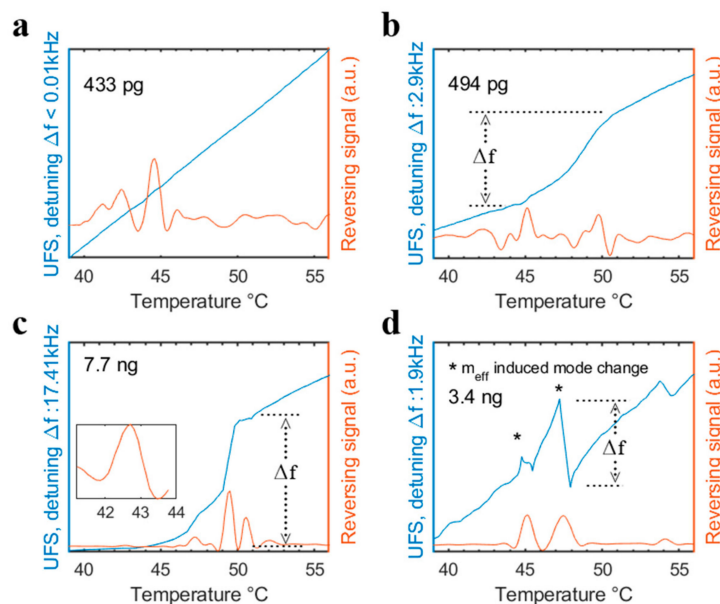 a
UFS, detuning Δf < 0.01kHz
433 pg
Reversing signal (a.u.)
40 45 50 55
Temperature °C
b
UFS, detuning Δf :2.9kHz
494 pg
Δf
Reversing signal (a.u.)
40 45 50 55
Temperature °C
c
UFS, detuning Δf :17.41kHz
7.7 ng
42 43 44
Δf
Reversing signal (a.u.)
40 45 50 55
Temperature °C
d
UFS, detuning Δf :1.9kHz
* meff induced mode change
3.4 ng
*
*
Δf
Reversing signal (a.u.)
40 45 50 55
Temperature °C